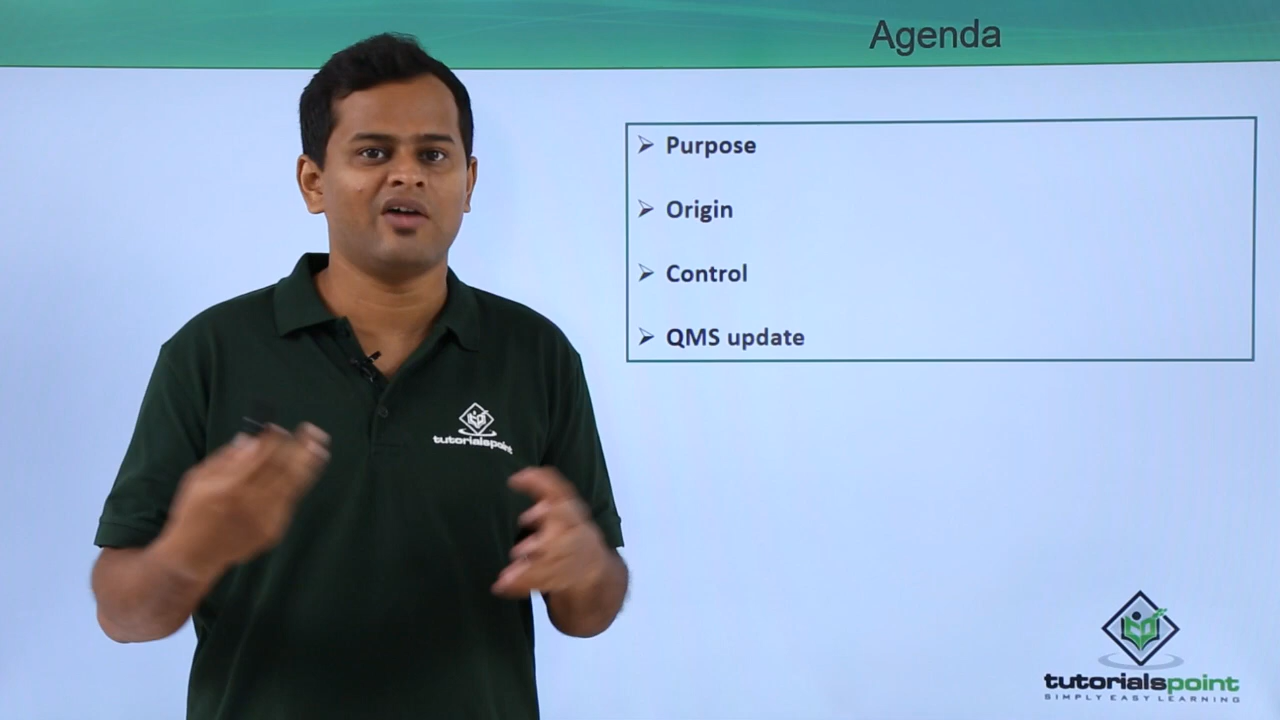 Agenda
Purpose
Origin
Control
QMS update
tutorialspoint
tutorialspoint
SIMPLY EASY LEARNING